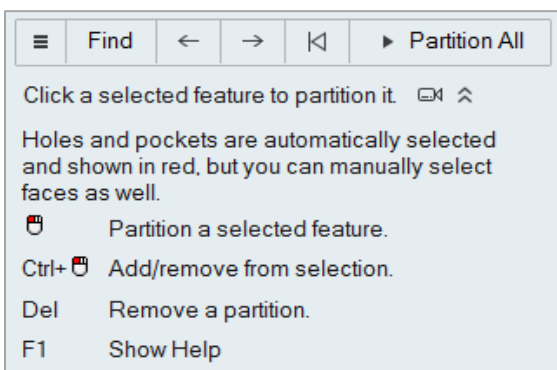 Find Partition All
Click a selected feature to partition it.
Holes and pockets are automatically selected
and shown in red, but you can manually select
faces as well.
Partition a selected feature.
Ctrl+ Add/remove from selection.
Del Remove a partition.
F1 Show Help